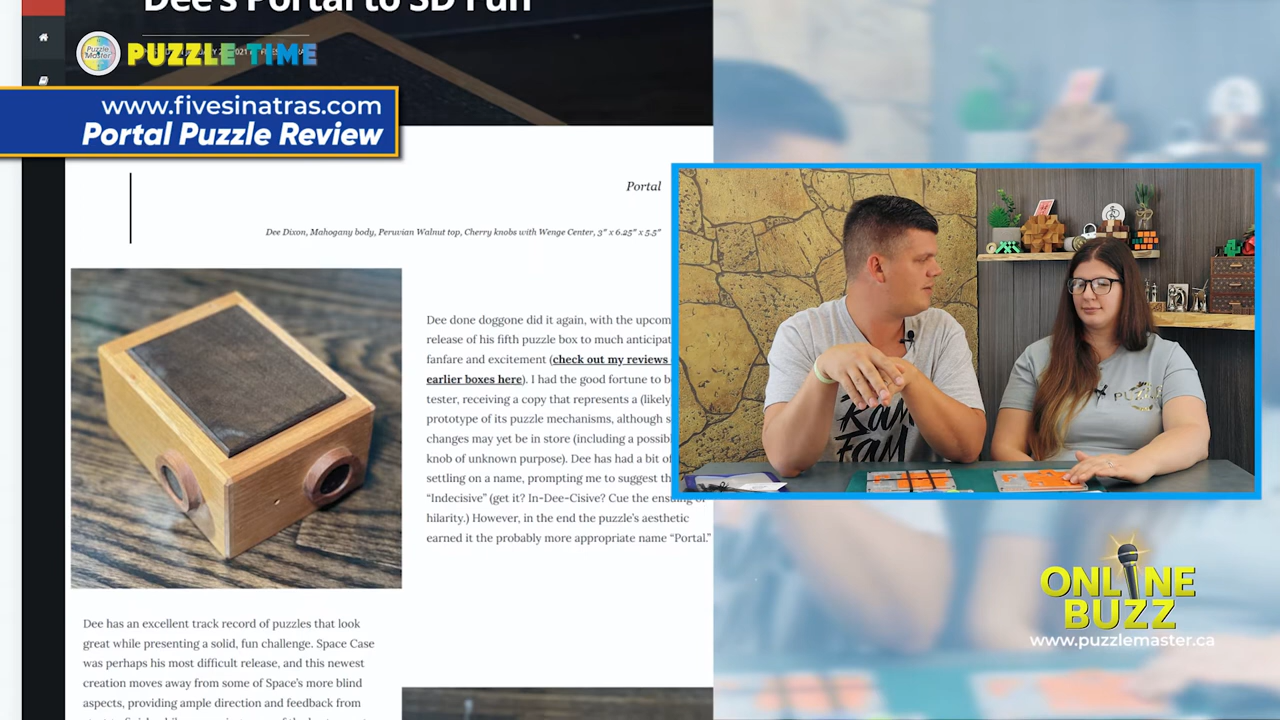 Dee's Portal to 3D Fun
Puzzle Master
PUZZLE TIME
www.fivesinatras.com
Portal Puzzle Review
Portal
Dee Dixon, Mahogany body, Peruvian Walnut top, Cherry knobs with Wenge Center, 3" x 6.25" x 5.5"
Dee done doggone did it again, with the upcom
release of his fifth puzzle box to much anticipat
fanfare and excitement (check out my reviews
earlier boxes here). I had the good fortune to b
tester, receiving a copy that represents a (likely
prototype of its puzzle mechanisms, although s
changes may yet be in store (including a possib
knob of unknown purpose). Dee has had a bit of
settling on a name, prompting me to suggest th
"Indecisive" (get it? In-Dee-Cisive? Cue the ensuing
hilarity.) However, in the end the puzzle's aesthetic
earned it the probably more appropriate name "Portal."
Dee has an excellent track record of puzzles that look
great while presenting a solid, fun challenge. Space Case
was perhaps his most difficult release, and this newest
creation moves away from some of Space's more blind
aspects, providing ample direction and feedback from
RAM
FAM
PUZZLE
ONLINE
BUZZ
www.puzzlemaster.ca